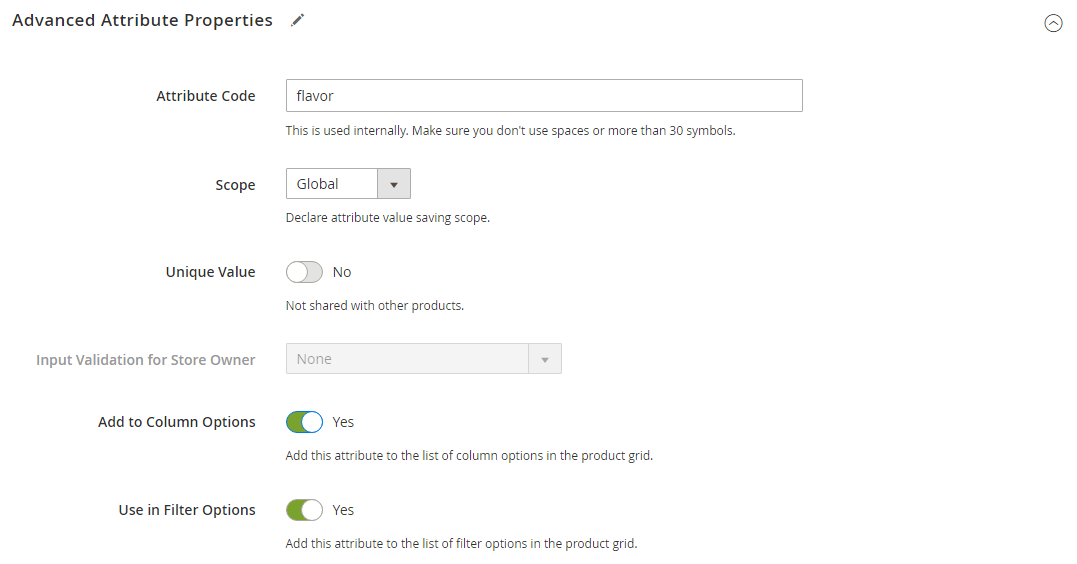 Advanced Attribute Properties
Attribute Code
flavor
This is used internally. Make sure you don't use spaces or more than 30 symbols.
Scope
Global
Declare attribute value saving scope.
Unique Value
No
Not shared with other products.
Input Validation for Store Owner
None
Add to Column Options
Yes
Add this attribute to the list of column options in the product grid.
Use in Filter Options
Yes
Add this attribute to the list of filter options in the product grid.